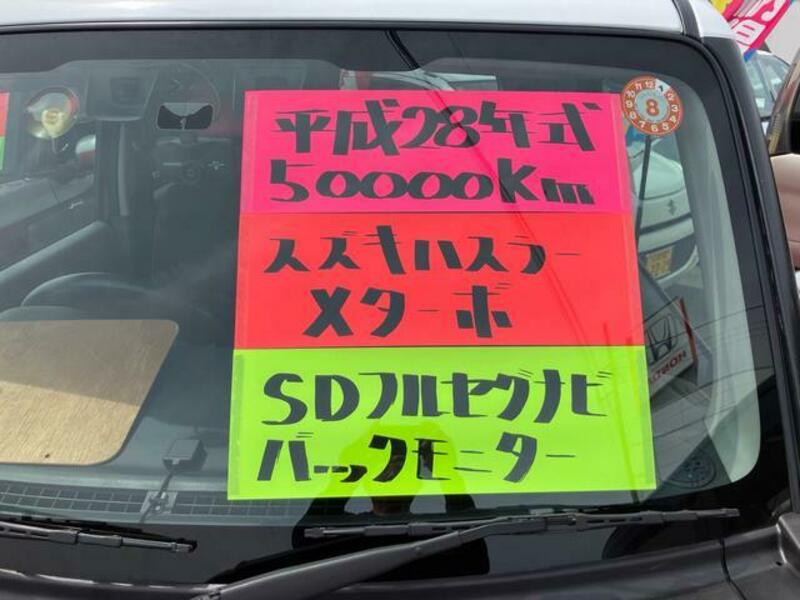 平成28年式
50000Km
スズキハスラー
Xターボ
SDフルセグナビ
バックモニター
8